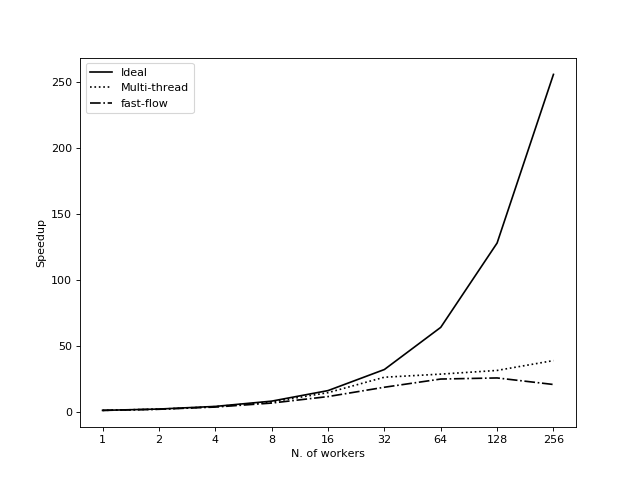 Ideal
Multi-thread
fast-flow
250
200
150
100
50
0
Speedup
1 2 4 8 16 32 64 128 256
N. of workers